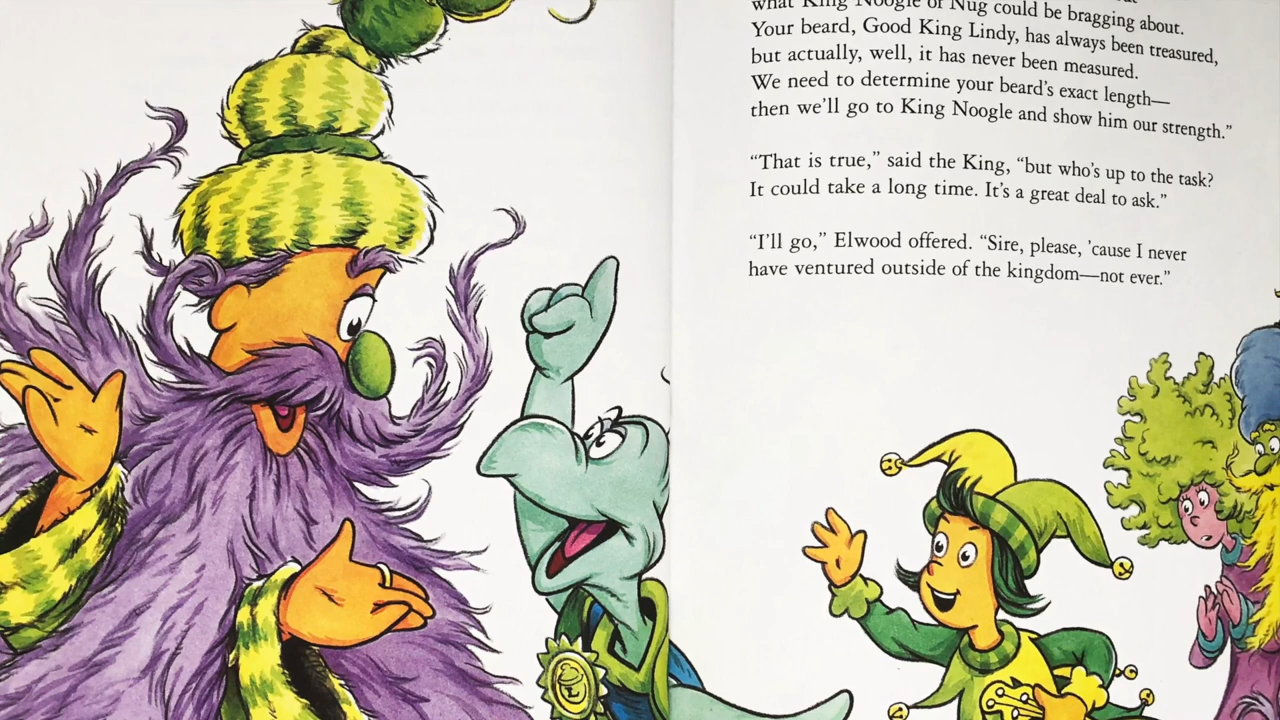 what King Noogle of Nug could be bragging about.
Your beard, Good King Lindy, has always been treasured,
but actually, well, it has never been measured.
We need to determine your beard's exact length—
then we'll go to King Noogle and show him our strength."
"That is true," said the King, "but who's up to the task?
It could take a long time. It's a great deal to ask."
"I'll go," Elwood offered. "Sire, please, 'cause I never
have ventured outside of the kingdom—not ever."